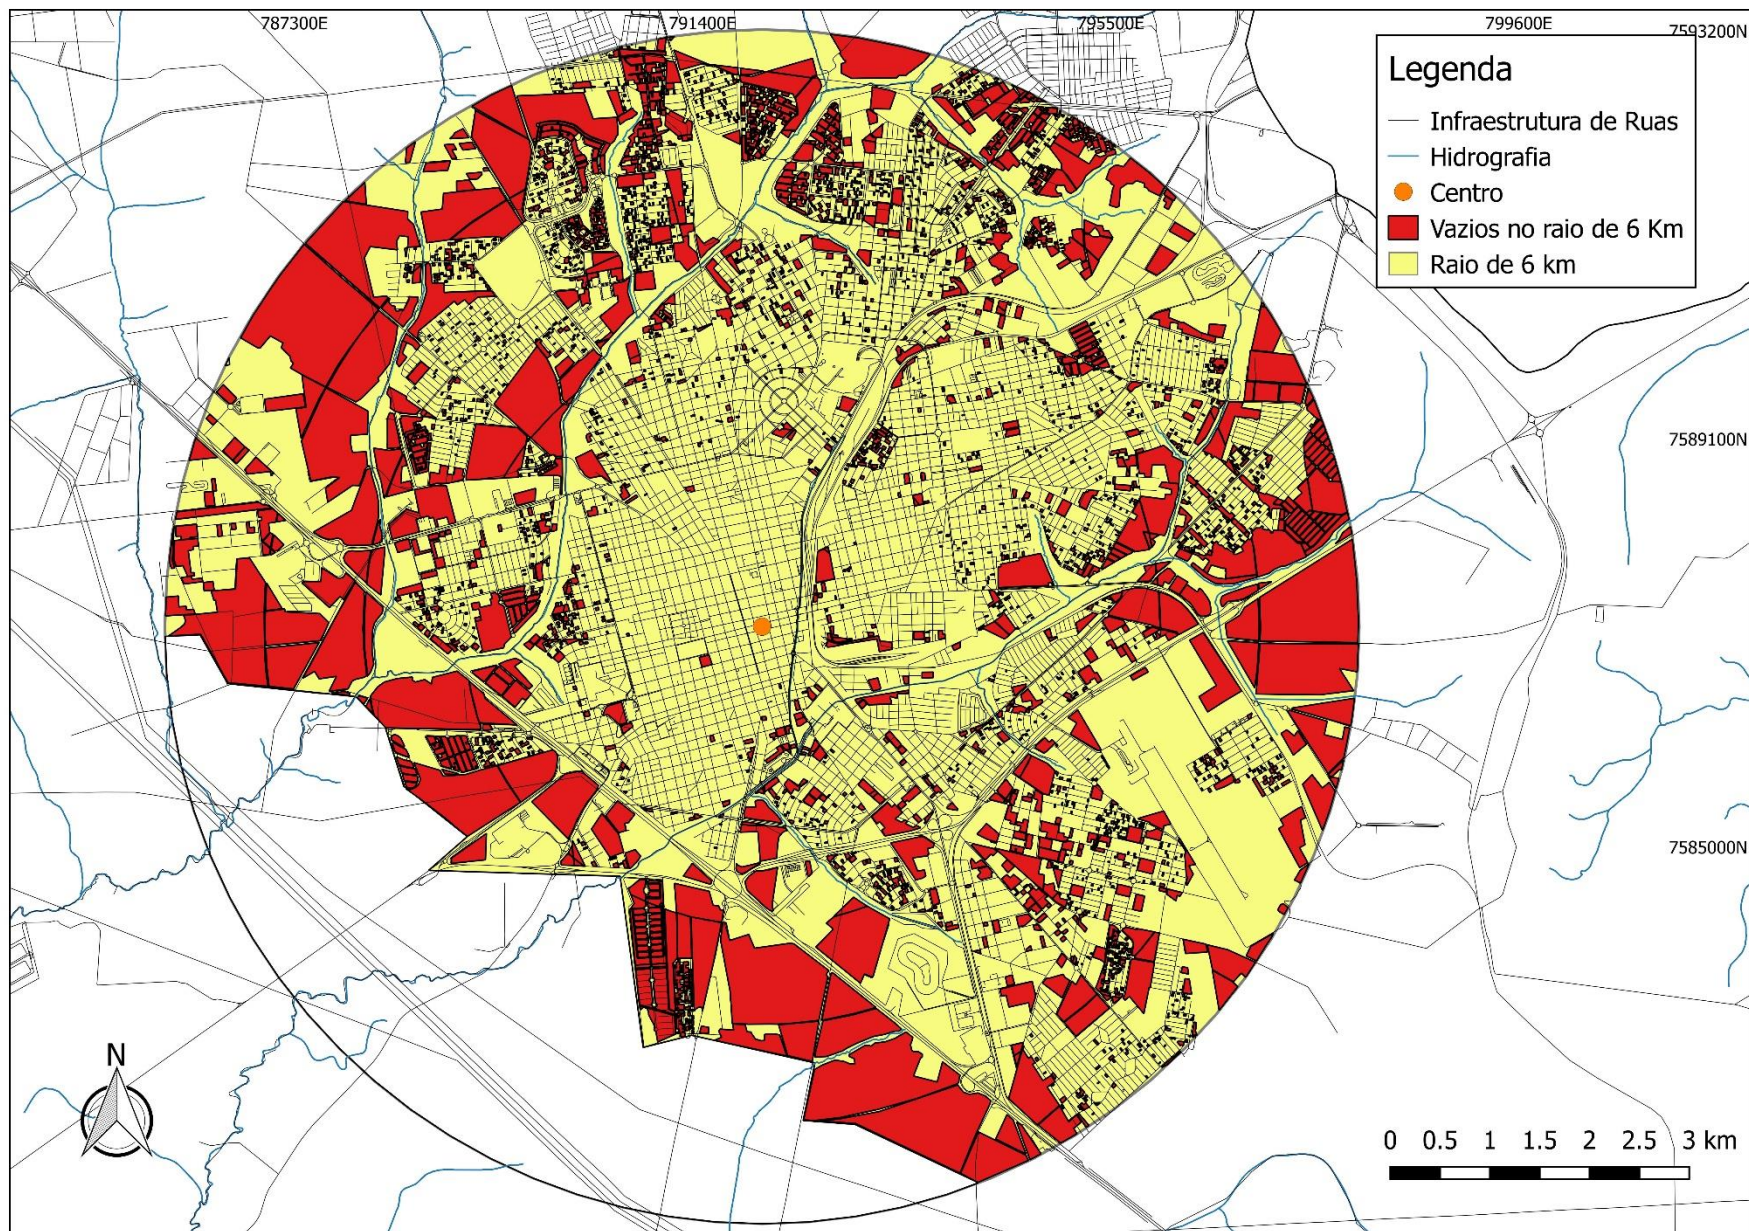 787300E
791400E
795500E
799600E
7593200N
Legenda
Infraestrutura de Ruas
Hidrografia
Centro
Vazios no raio de 6 Km
Raio de 6 km
7589100N
7585000N
N
0 0.5 1 1.5 2 2.5 3 km